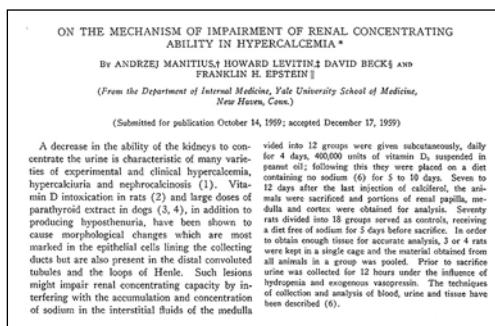 ON THE MECHANISM OF IMPAIRMENT OF RENAL CONCENTRATING
ABILITY IN HYPERCALCEMIA *
By ANDRZEJ MANITIUS,† HOWARD LEVITIN,‡ DAVID BECK§ AND
FRANKLIN H. EPSTEIN ||
(From the Department of Internal Medicine, Yale University School of Medicine,
New Haven, Conn.)
(Submitted for publication October 14, 1959; accepted December 17, 1959)
A decrease in the ability of the kidneys to con-
centrate the urine is characteristic of many varie-
ties of experimental and clinical hypercalcemia,
hypercalciuria and nephrocalcinosis (1). Vita-
min D intoxication in rats (2) and large doses of
parathyroid extract in dogs (3, 4), in addition to
producing hyposthenuria, have been shown to
cause morphological changes which are most
marked in the epithelial cells lining the collecting
ducts but are also present in the distal convoluted
tubules and the loops of Henle. Such lesions
might impair renal concentrating capacity by in-
terfering with the accumulation and concentration
of sodium in the interstitial fluids of the medulla
vided into 12 groups were given subcutaneously, daily
for 4 days, 400,000 units of vitamin D, suspended in
peanut oil; following this they were placed on a diet
containing no sodium (6) for 5 to 10 days. Seven to
12 days after the last injection of calciferol, the ani-
mals were sacrificed and portions of renal papilla, me-
dulla and cortex were obtained for analysis. Seventy
rats divided into 18 groups served as controls, receiving
a diet free of sodium for 5 days before sacrifice. In order
to obtain enough tissue for accurate analysis, 3 or 4 rats
were kept in a single cage and the material obtained from
all animals in a group was pooled. Prior to sacrifice
urine was collected for 12 hours under the influence of
hydropenia and exogenous vasopressin. The techniques
of collection and analysis of blood, urine and tissue have
been described (6).